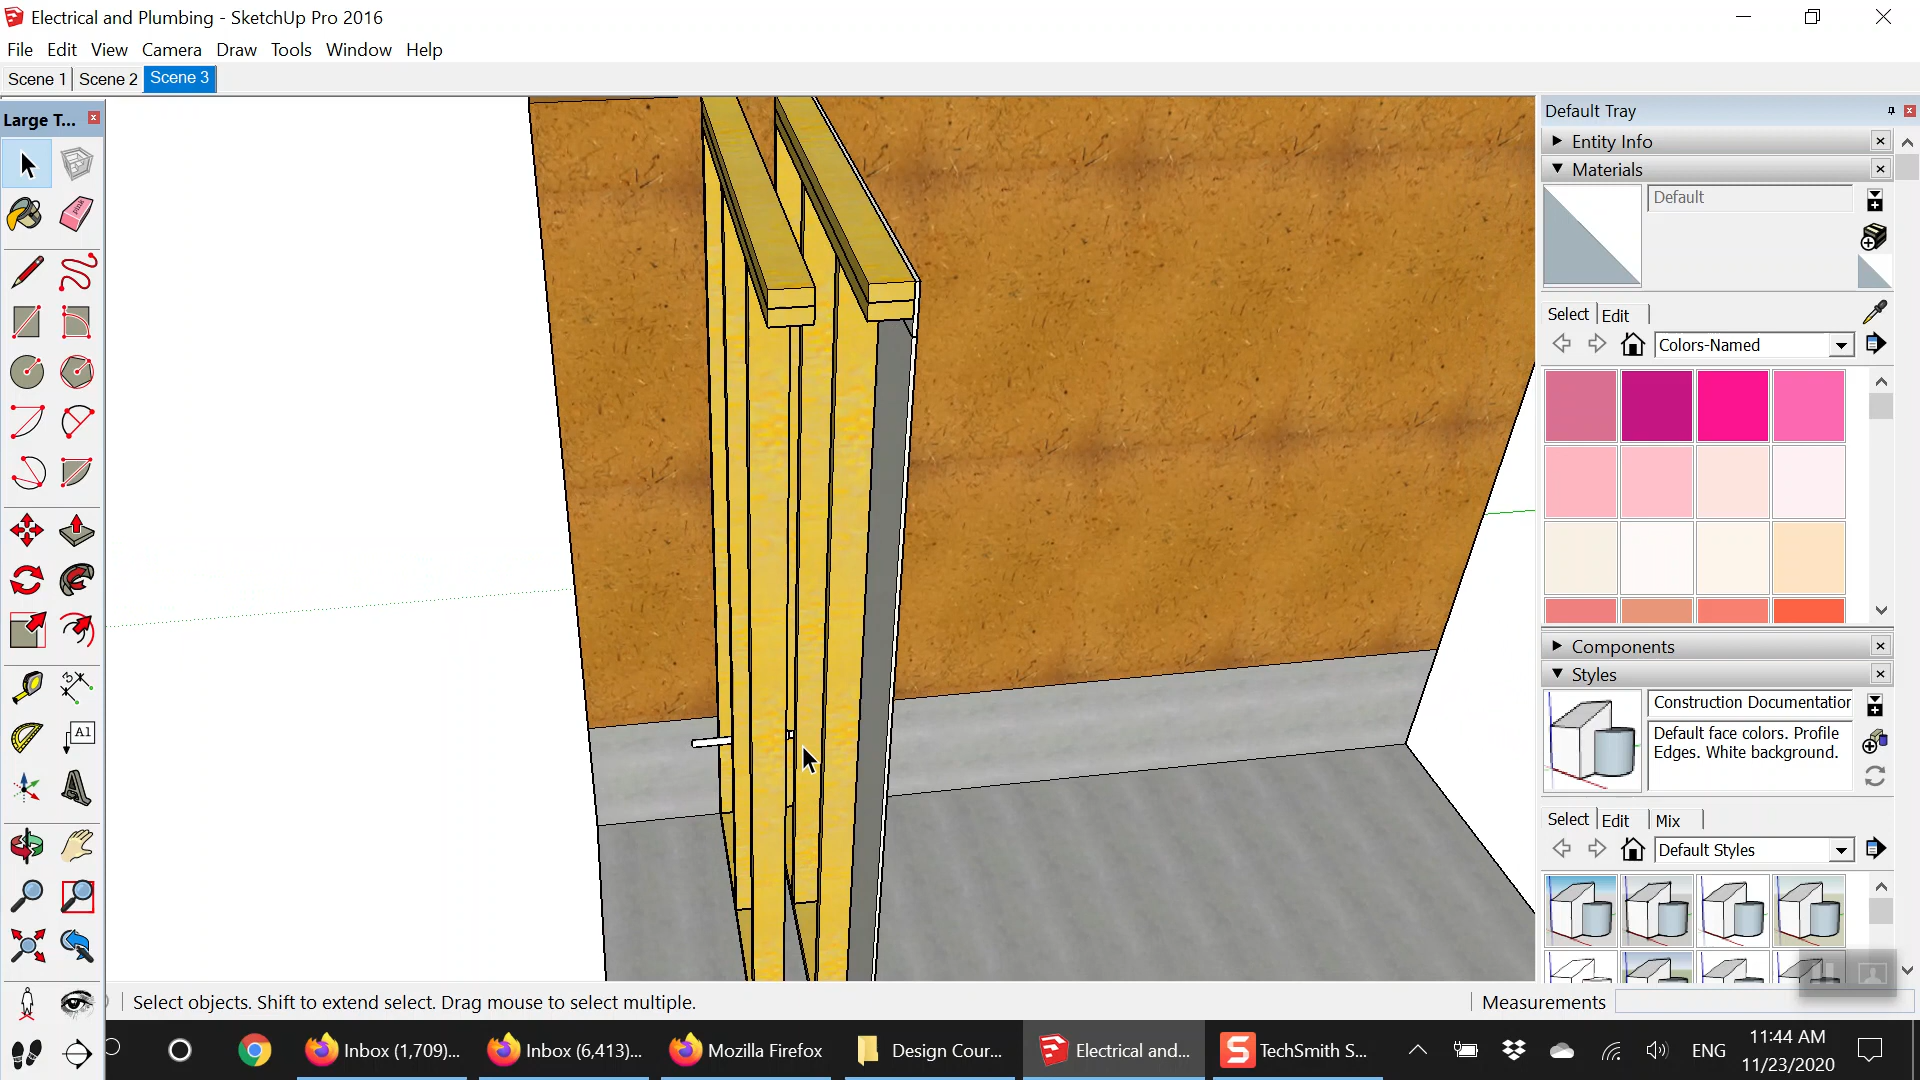 Electrical and Plumbing - SketchUp Pro 2016
File Edit View Camera Draw Tools Window Help
Scene 1 Scene 2 Scene 3
Large T...
Default Tray
Entity Info
Materials
Default
Select Edit
Colors-Named
Components
Styles
Construction Documentation
Default face colors. Profile
Edges. White background.
Select Edit Mix
Default Styles
Select objects. Shift to extend select. Drag mouse to select multiple.
Measurements
Inbox (1,709)... Inbox (6,413)... Mozilla Firefox Design Cour... Electrical and... TechSmith S... ENG
11:44 AM
11/23/2020